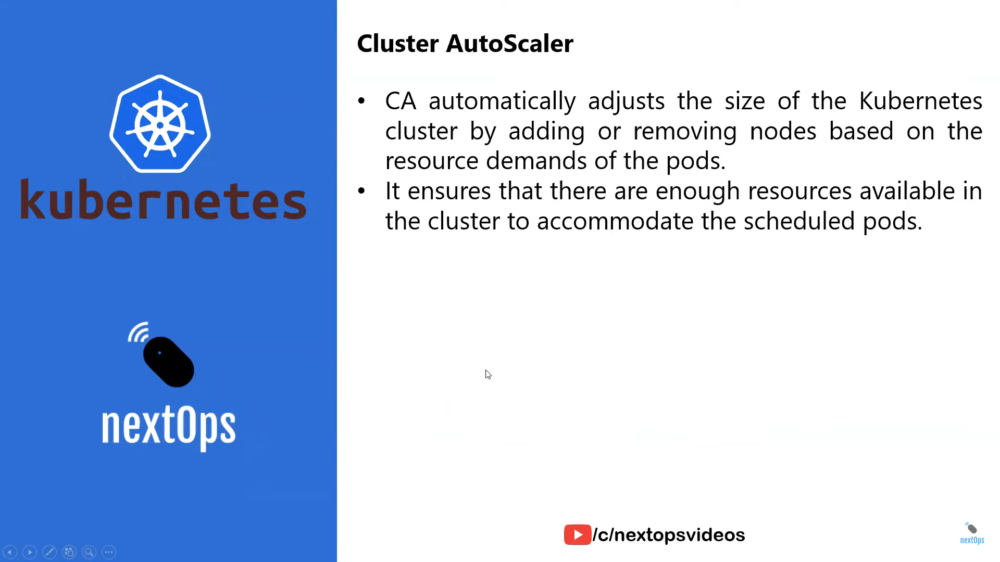 Cluster AutoScaler
• CA automatically adjusts the size of the Kubernetes
cluster by adding or removing nodes based on the
resource demands of the pods.
• It ensures that there are enough resources available in
the cluster to accommodate the scheduled pods.
kubernetes
nextOps
/c/nextopsvideos
nextOps